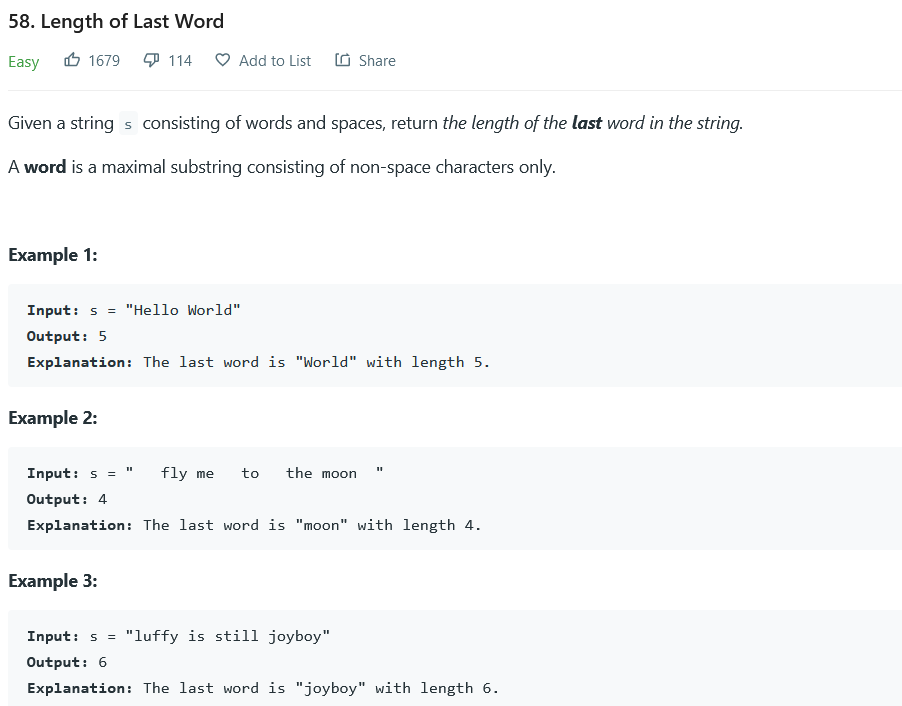 58. Length of Last Word
Easy 1679 114 Add to List Share
Given a string s consisting of words and spaces, return the length of the last word in the string.
A word is a maximal substring consisting of non-space characters only.
Example 1:
Input: s = "Hello World"
Output: 5
Explanation: The last word is "World" with length 5.
Example 2:
Input: s = "   fly me   to   the moon  "
Output: 4
Explanation: The last word is "moon" with length 4.
Example 3:
Input: s = "luffy is still joyboy"
Output: 6
Explanation: The last word is "joyboy" with length 6.